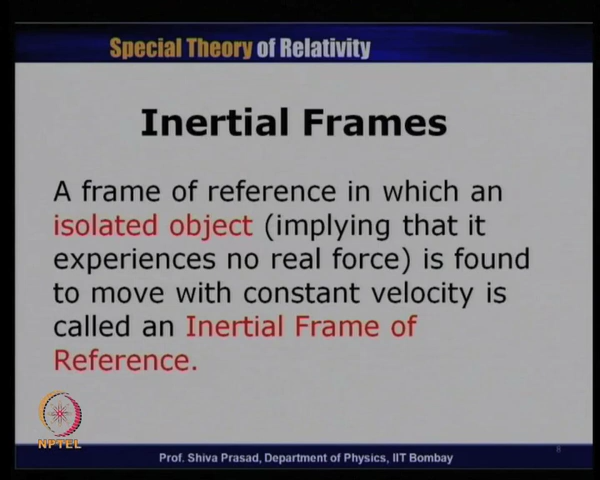 Special Theory of Relativity
Inertial Frames
A frame of reference in which an
isolated object (implying that it
experiences no real force) is found
to move with constant velocity is
called an Inertial Frame of
Reference.
NPTEL
Prof. Shiva Prasad, Department of Physics, IIT Bombay
8